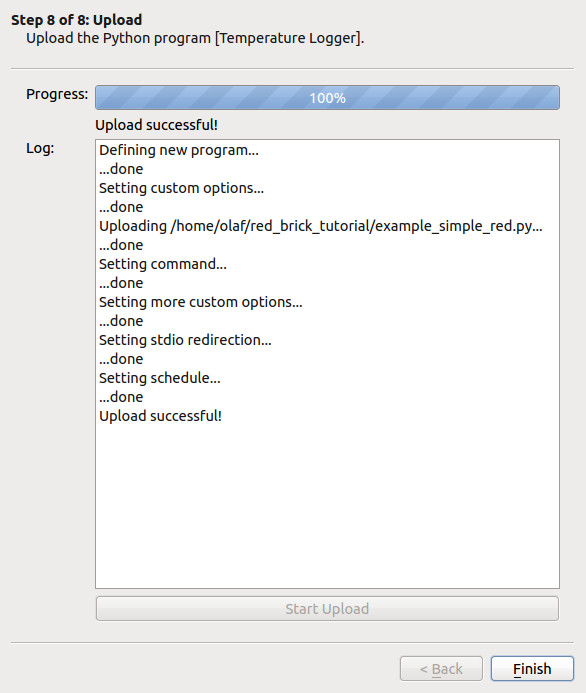 Step 8 of 8: Upload
Upload the Python program [Temperature Logger].
Progress:
100%
Upload successful!
Log:
Defining new program...
...done
Setting custom options...
...done
Uploading /home/olaf/red_brick_tutorial/example_simple_red.py...
...done
Setting command...
...done
Setting more custom options...
...done
Setting stdio redirection...
...done
Setting schedule...
...done
Upload successful!
Start Upload
< Back
Finish